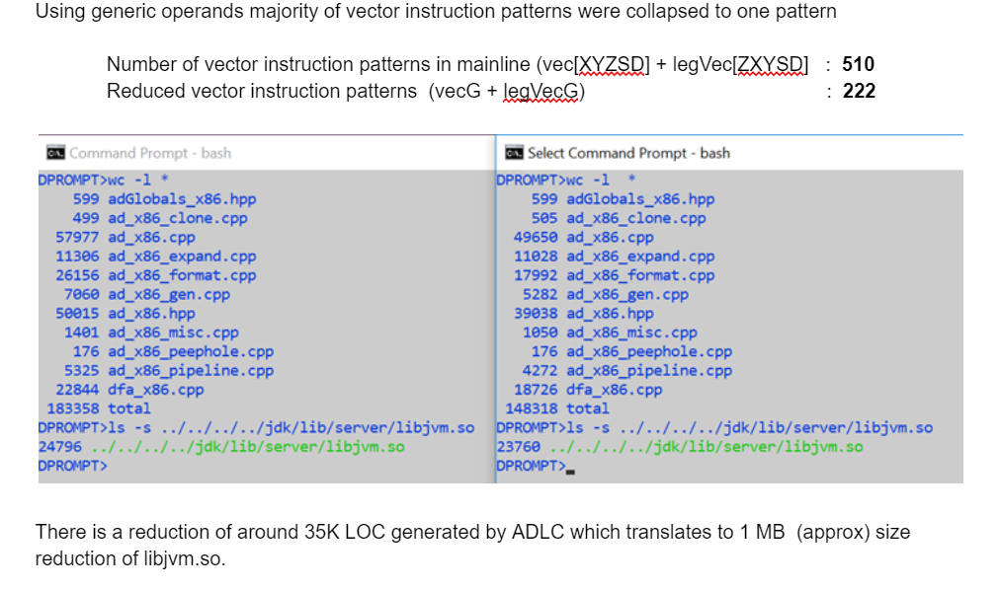 Using generic operands majority of vector instruction patterns were collapsed to one pattern
Number of vector instruction patterns in mainline (vec[XYZSD] + legVec[ZXYSD] : 510
Reduced vector instruction patterns (vecG + legVecG) : 222
Command Prompt - bash
DPROMPT>wc -l *
599 adGlobals_x86.hpp
499 ad_x86_clone.cpp
57977 ad_x86.cpp
11306 ad_x86_expand.cpp
26156 ad_x86_format.cpp
7060 ad_x86_gen.cpp
50015 ad_x86.hpp
1401 ad_x86_misc.cpp
176 ad_x86_peephole.cpp
5325 ad_x86_pipeline.cpp
22844 dfa_x86.cpp
183358 total
DPROMPT>ls -s ../../../../jdk/lib/server/libjvm.so
24796 ../../../../jdk/lib/server/libjvm.so
DPROMPT>
Select Command Prompt - bash
DPROMPT>wc -l *
599 adGlobals_x86.hpp
505 ad_x86_clone.cpp
49650 ad_x86.cpp
11028 ad_x86_expand.cpp
17992 ad_x86_format.cpp
5282 ad_x86_gen.cpp
39038 ad_x86.hpp
1050 ad_x86_misc.cpp
176 ad_x86_peephole.cpp
4272 ad_x86_pipeline.cpp
18726 dfa_x86.cpp
148318 total
DPROMPT>ls -s ../../../../jdk/lib/server/libjvm.so
23760 ../../../../jdk/lib/server/libjvm.so
DPROMPT>
There is a reduction of around 35K LOC generated by ADLC which translates to 1 MB (approx) size
reduction of libjvm.so.